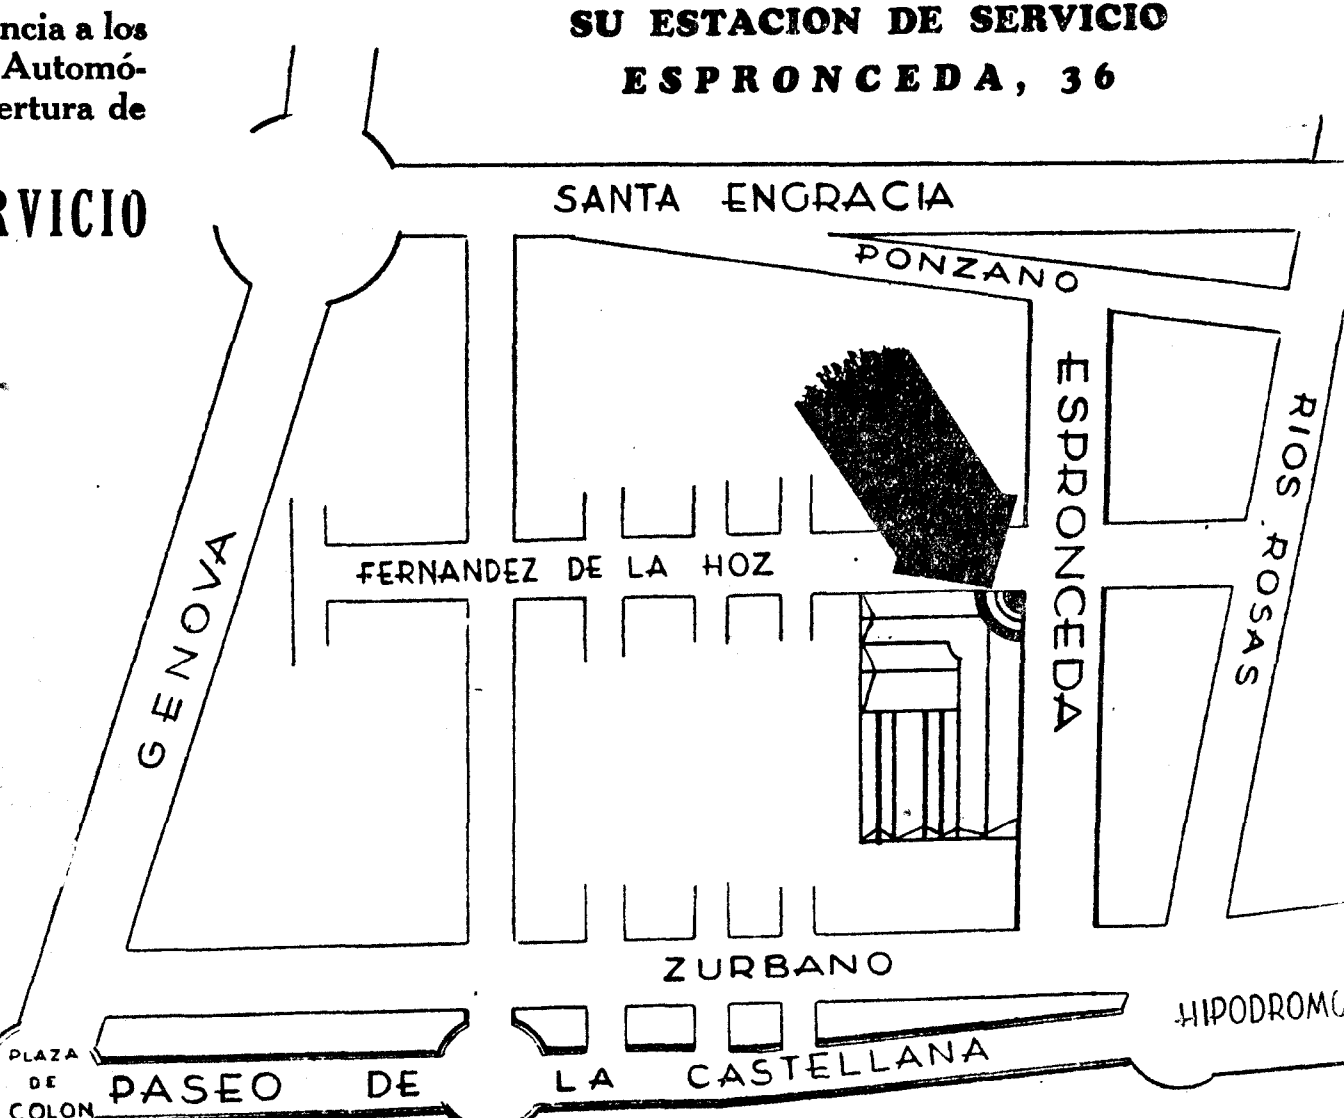 ncia a los
Automó-
ertura de
RVICIO
SU ESTACION DE SERVICIO
ESPRONCEDA, 36
SANTA ENGRACIA
PONZANO
ESPRONCEDA
RIOS ROSAS
FERNANDEZ DE LA HOZ
GENOVA
ZURBANO
HIPODROMO
PLAZA
DE
COLON
PASEO DE LA CASTELLANA